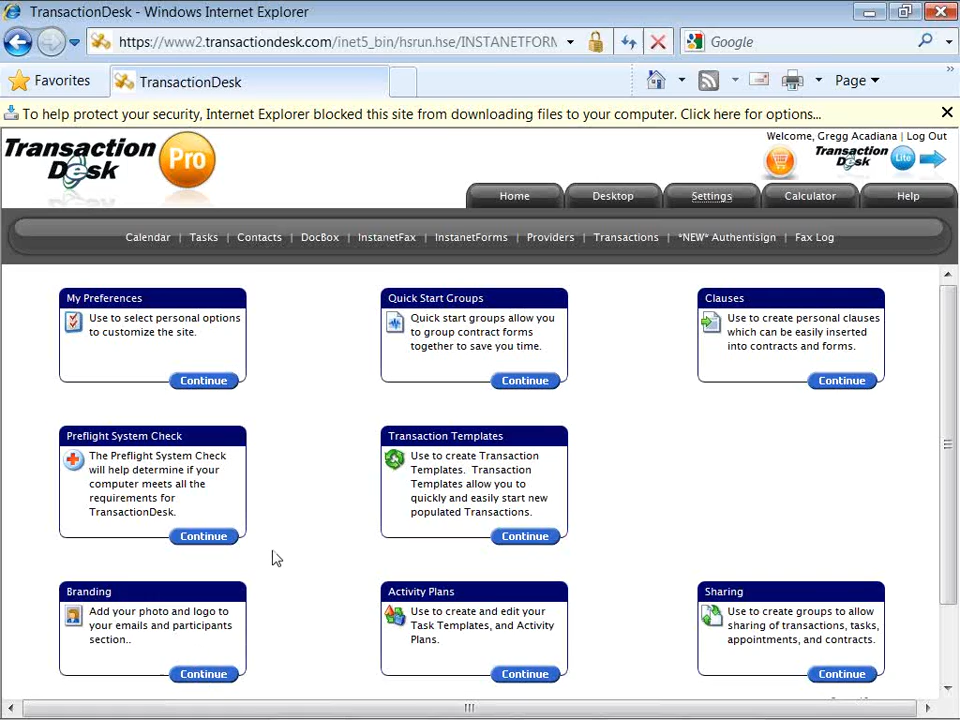 TransactionDesk - Windows Internet Explorer
https://www2.transactiondesk.com/inet5_bin/hsrun.hse/INSTANETFORM
Google
Favorites
TransactionDesk
Page
To help protect your security, Internet Explorer blocked this site from downloading files to your computer. Click here for options...
Welcome, Gregg Acadiana | Log Out
Transaction Desk Pro
Transaction Desk Lite
Home Desktop Settings Calculator Help
Calendar | Tasks | Contacts | DocBox | InstanetFax | InstanetForms | Providers | Transactions | *NEW* Authentisign | Fax Log
My Preferences
Use to select personal options
to customize the site.
Continue
Quick Start Groups
Quick start groups allow you
to group contract forms
together to save you time.
Continue
Clauses
Use to create personal clauses
which can be easily inserted
into contracts and forms.
Continue
Preflight System Check
The Preflight System Check
will help determine if your
computer meets all the
requirements for
TransactionDesk.
Continue
Transaction Templates
Use to create Transaction
Templates. Transaction
Templates allow you to
quickly and easily start new
populated Transactions.
Continue
Branding
Add your photo and logo to
your emails and participants
section..
Continue
Activity Plans
Use to create and edit your
Task Templates, and Activity
Plans.
Continue
Sharing
Use to create groups to allow
sharing of transactions, tasks,
appointments, and contracts.
Continue